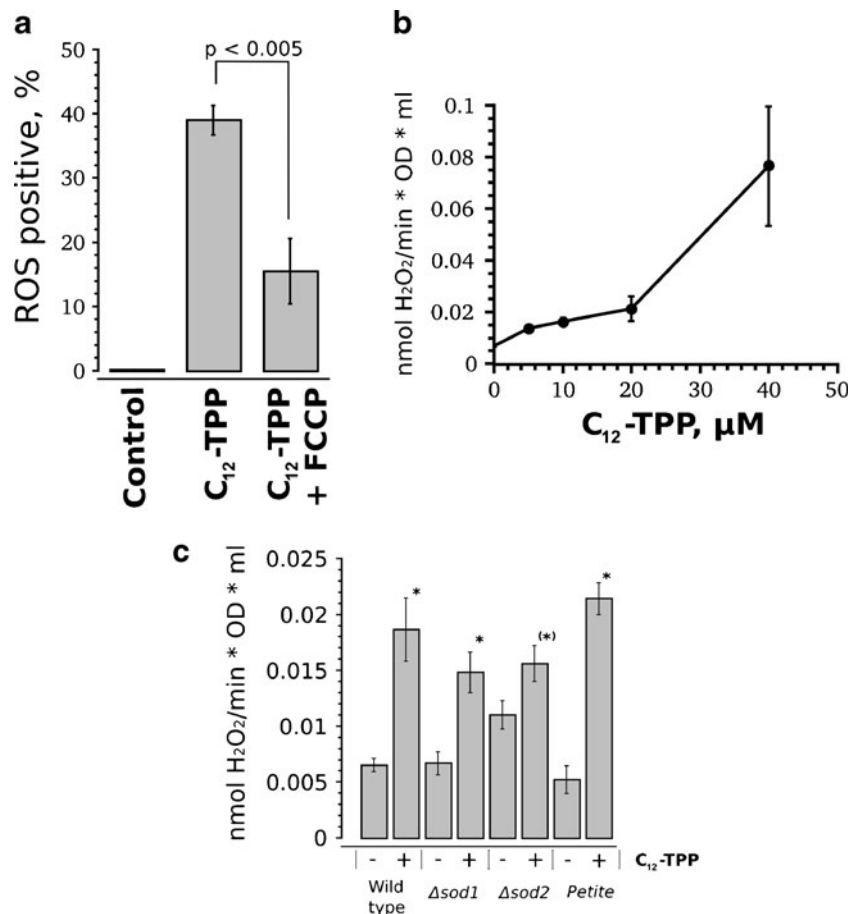 a
p < 0.005
ROS positive, %
50
40
30
20
10
0
Control
C₁₂-TPP
C₁₂-TPP
+ FCCP
b
nmol H₂O₂/min * OD * ml
0.1
0.08
0.06
0.04
0.02
0
0 10 20 30 40 50
C₁₂-TPP, µM
c
nmol H₂O₂/min * OD * ml
0.025
0.02
0.015
0.01
0.005
0
* * (*) *
- + - + - + - + C₁₂-TPP
Wild type Δsod1 Δsod2 Petite